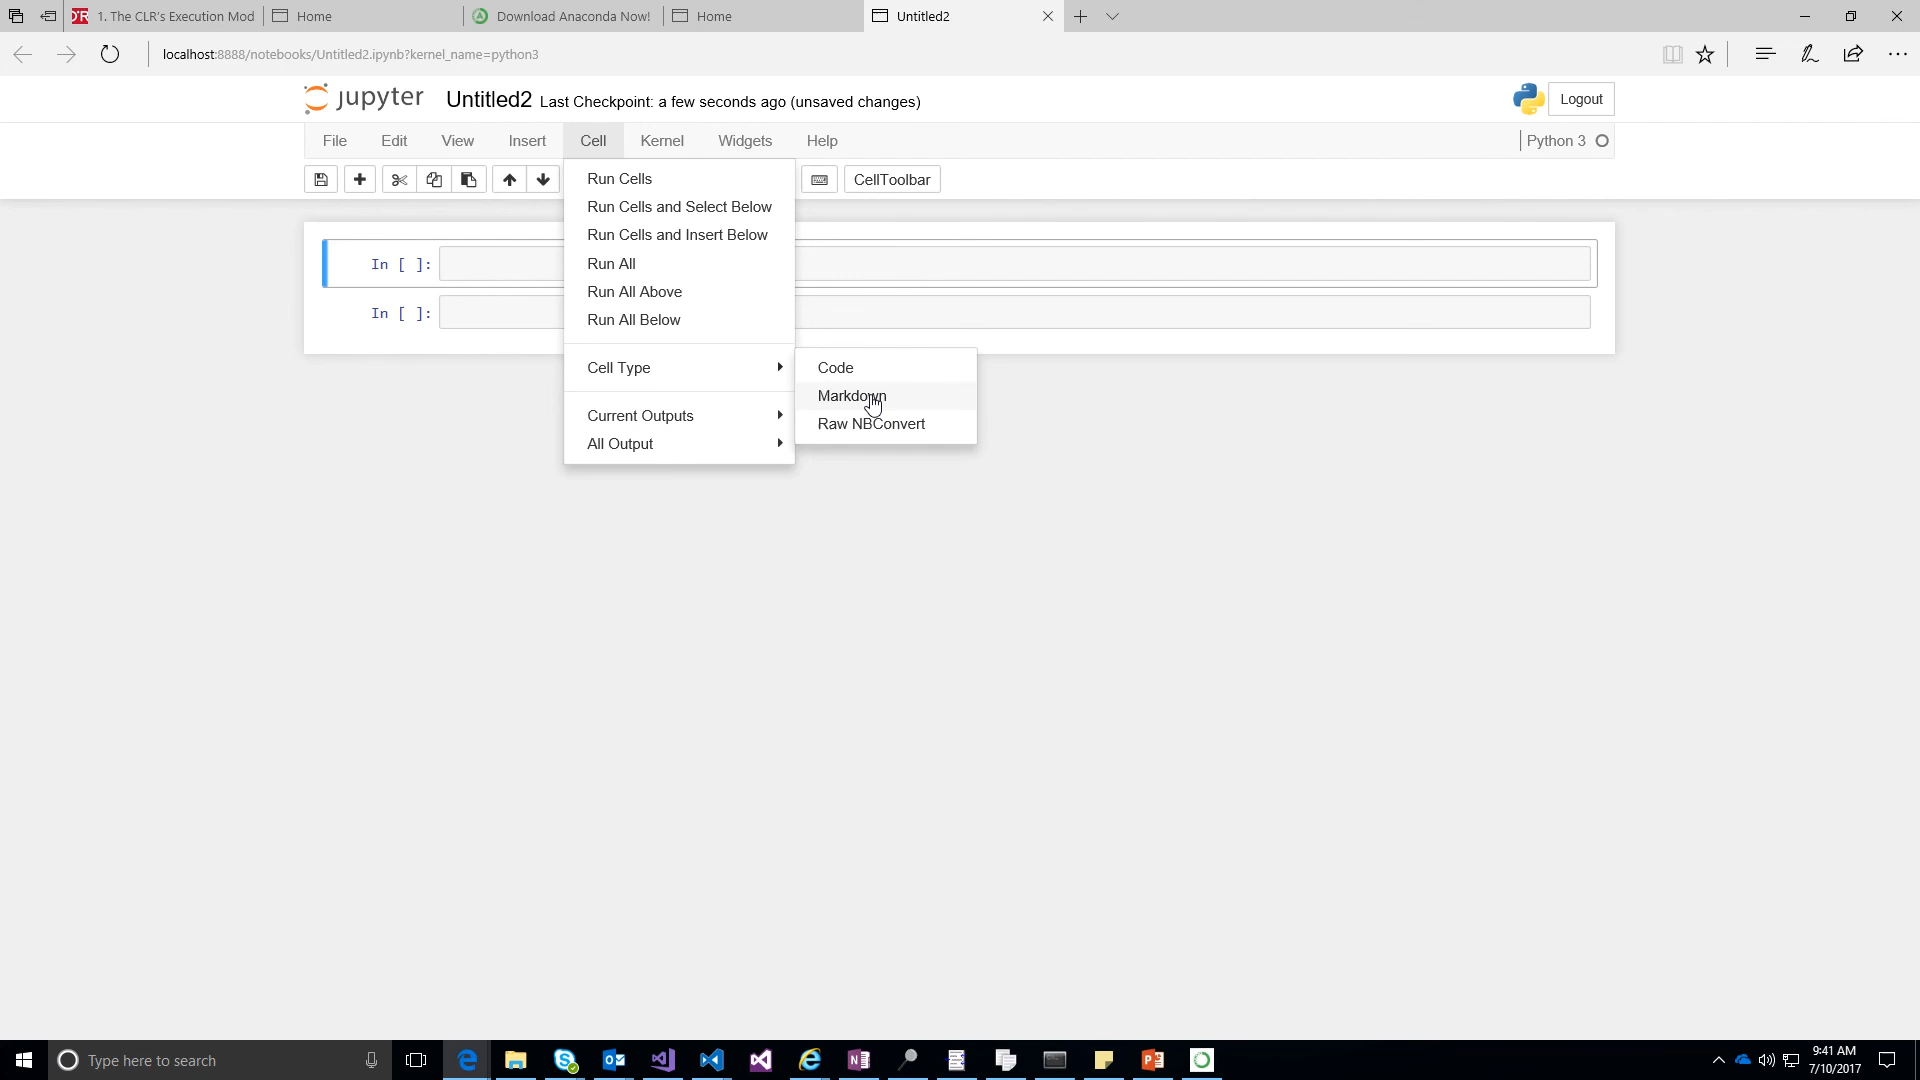 1. The CLR's Execution Mod
Home
Download Anaconda Now!
Home
Untitled2
localhost:8888/notebooks/Untitled2.ipynb?kernel_name=python3
jupyter
Untitled2 Last Checkpoint: a few seconds ago (unsaved changes)
Logout
File Edit View Insert Cell Kernel Widgets Help
Python 3
CellToolbar
Run Cells
Run Cells and Select Below
Run Cells and Insert Below
Run All
Run All Above
Run All Below
Cell Type
Current Outputs
All Output
Code
Markdown
Raw NBConvert
In [ ]:
In [ ]:
Type here to search
9:41 AM
7/10/2017